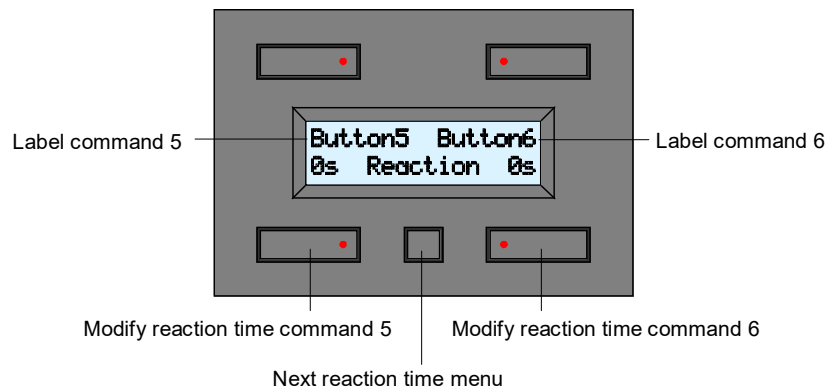 Label command 5
Button5 Button6
Label command 6
0s Reaction 0s
Modify reaction time command 5
Modify reaction time command 6
Next reaction time menu